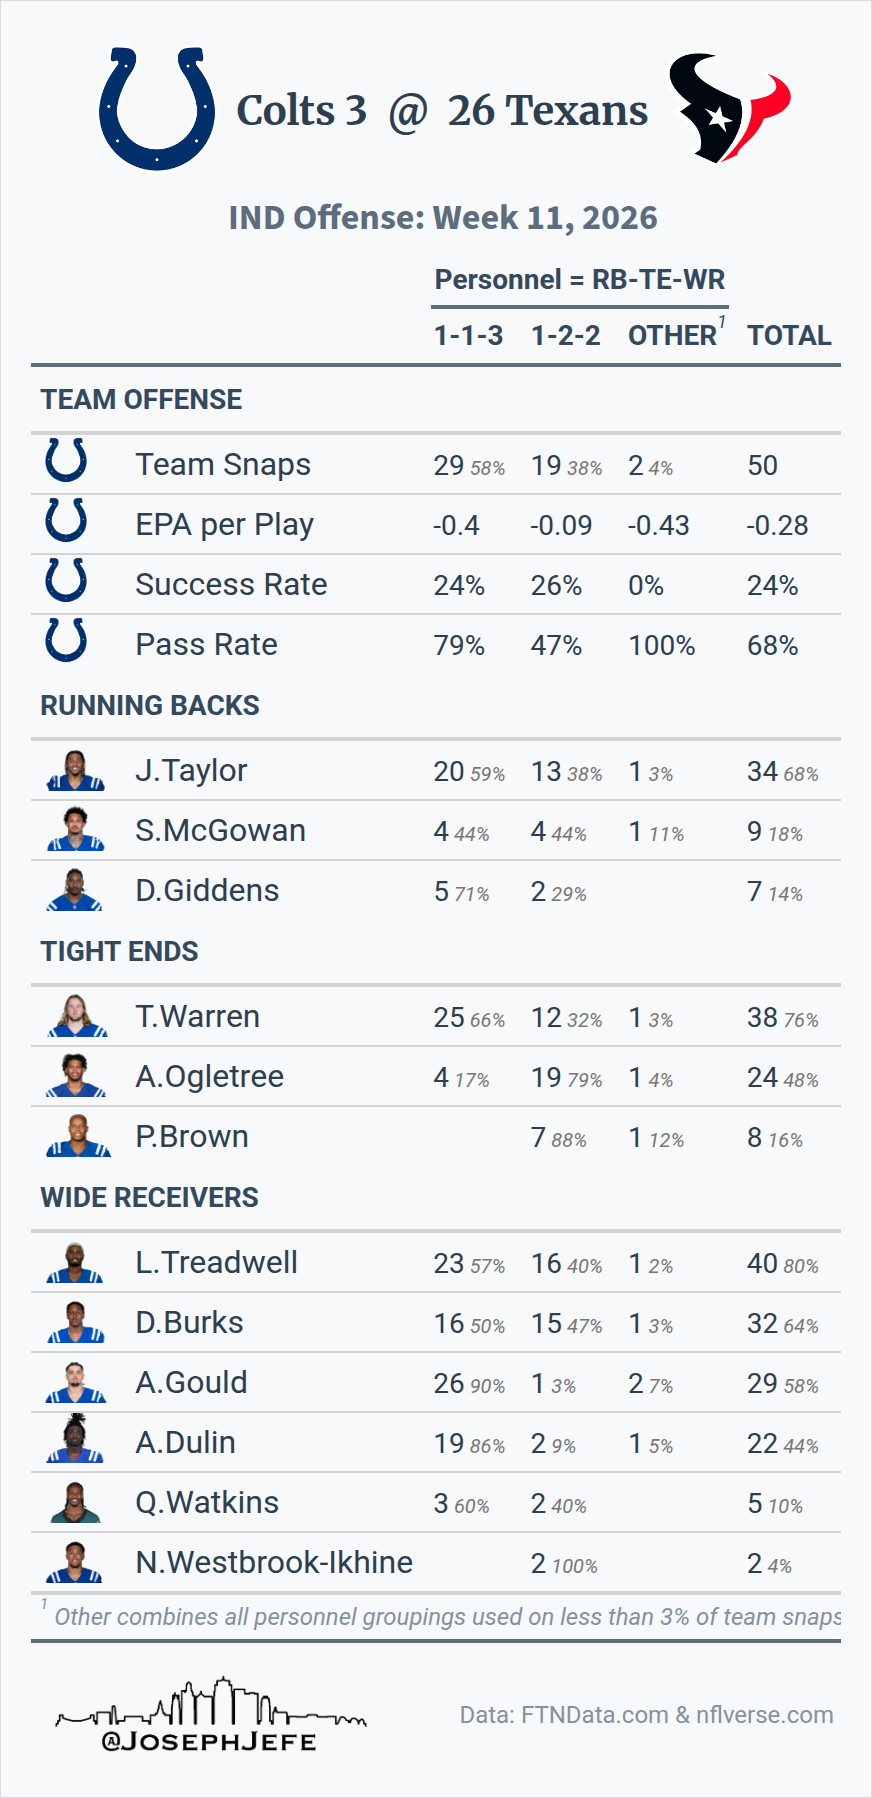 Colts 3 @ 26 Texans
IND Offense: Week 11, 2026
Personnel = RB-TE-WR
1-1-3 1-2-2 OTHER1 TOTAL
TEAM OFFENSE
Team Snaps 29 58% 19 38% 2 4% 50
EPA per Play -0.4 -0.09 -0.43 -0.28
Success Rate 24% 26% 0% 24%
Pass Rate 79% 47% 100% 68%
RUNNING BACKS
J.Taylor 20 59% 13 38% 1 3% 34 68%
S.McGowan 4 44% 4 44% 1 11% 9 18%
D.Giddens 5 71% 2 29% 7 14%
TIGHT ENDS
T.Warren 25 66% 12 32% 1 3% 38 76%
A.Ogletree 4 17% 19 79% 1 4% 24 48%
P.Brown 7 88% 1 12% 8 16%
WIDE RECEIVERS
L.Treadwell 23 57% 16 40% 1 2% 40 80%
D.Burks 16 50% 15 47% 1 3% 32 64%
A.Gould 26 90% 1 3% 2 7% 29 58%
A.Dulin 19 86% 2 9% 1 5% 22 44%
Q.Watkins 3 60% 2 40% 5 10%
N.Westbrook-Ikhine 2 100% 2 4%
1 Other combines all personnel groupings used on less than 3% of team snaps
@JOSEPHJEFE
Data: FTNData.com & nflverse.com